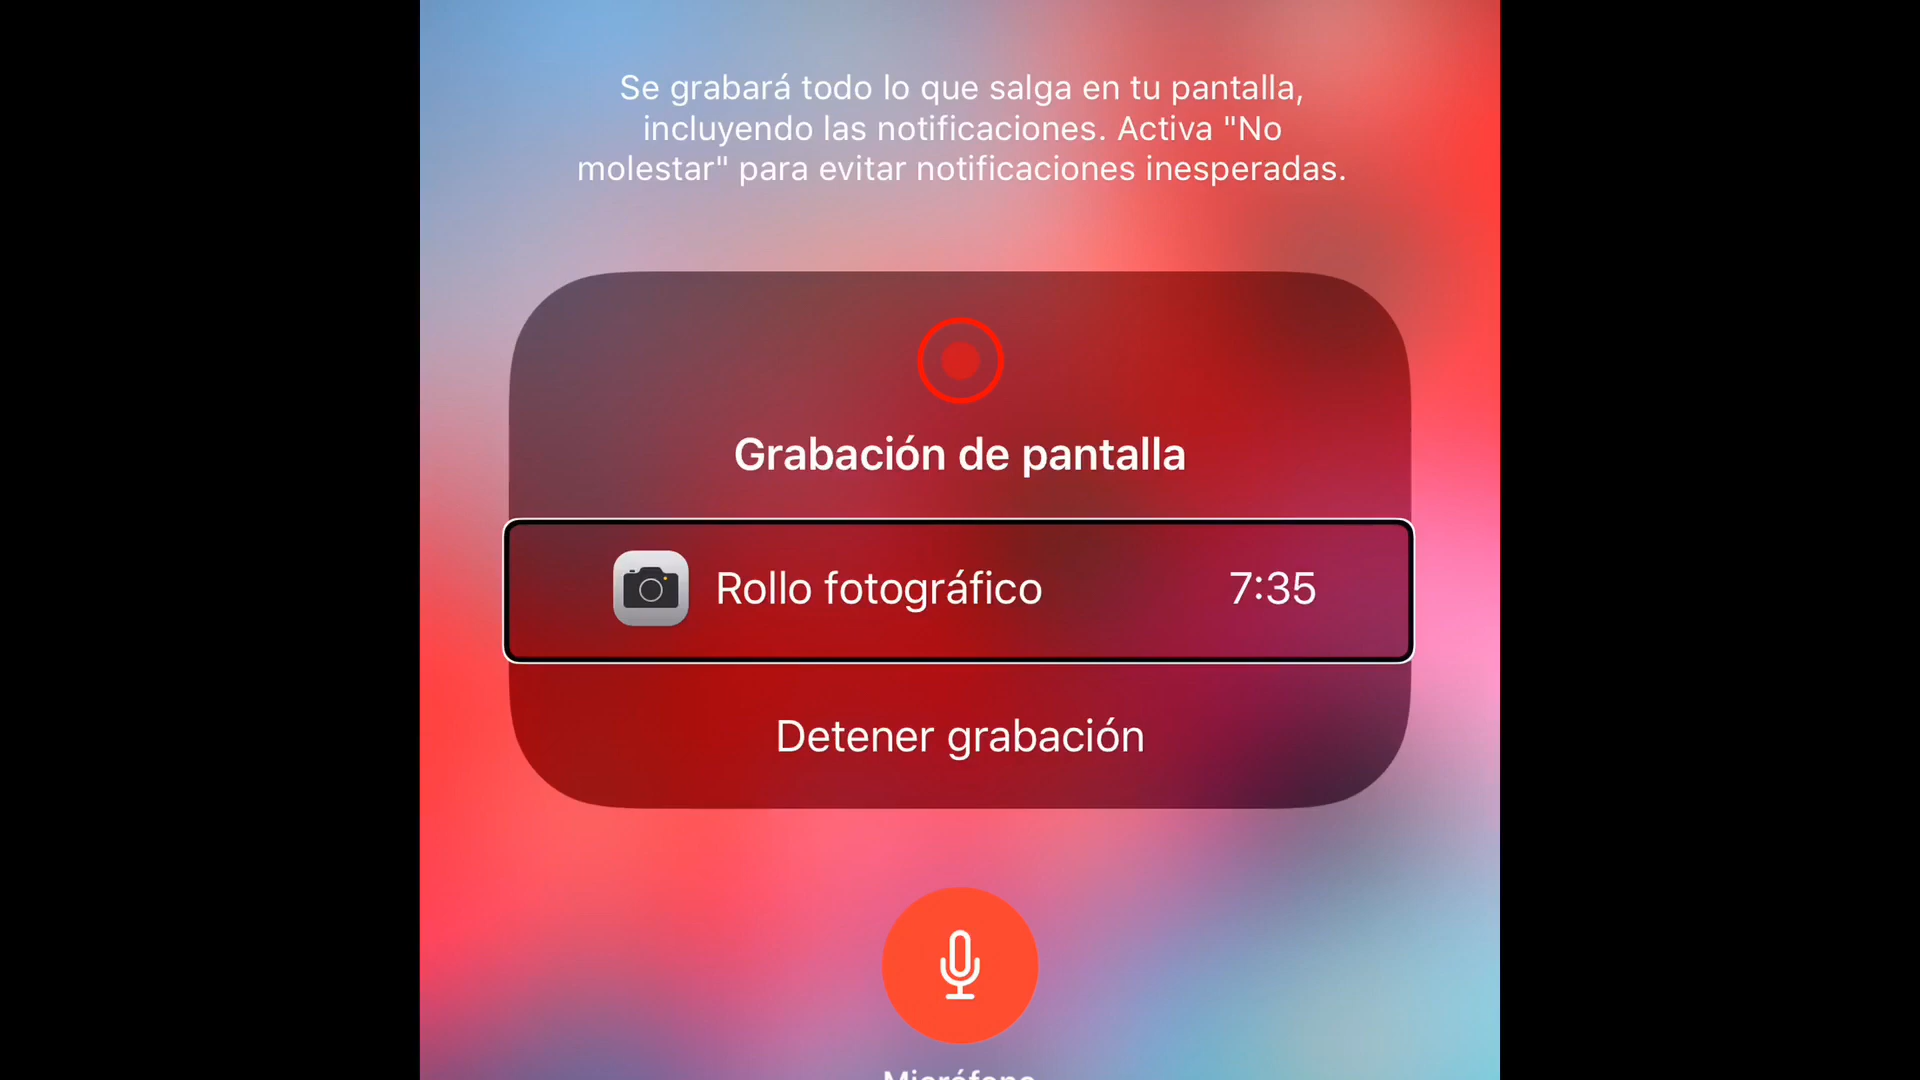 Se grabará todo lo que salga en tu pantalla,
incluyendo las notificaciones. Activa "No
molestar" para evitar notificaciones inesperadas.
Grabación de pantalla
Rollo fotográfico 7:35
Detener grabación
Micrófono